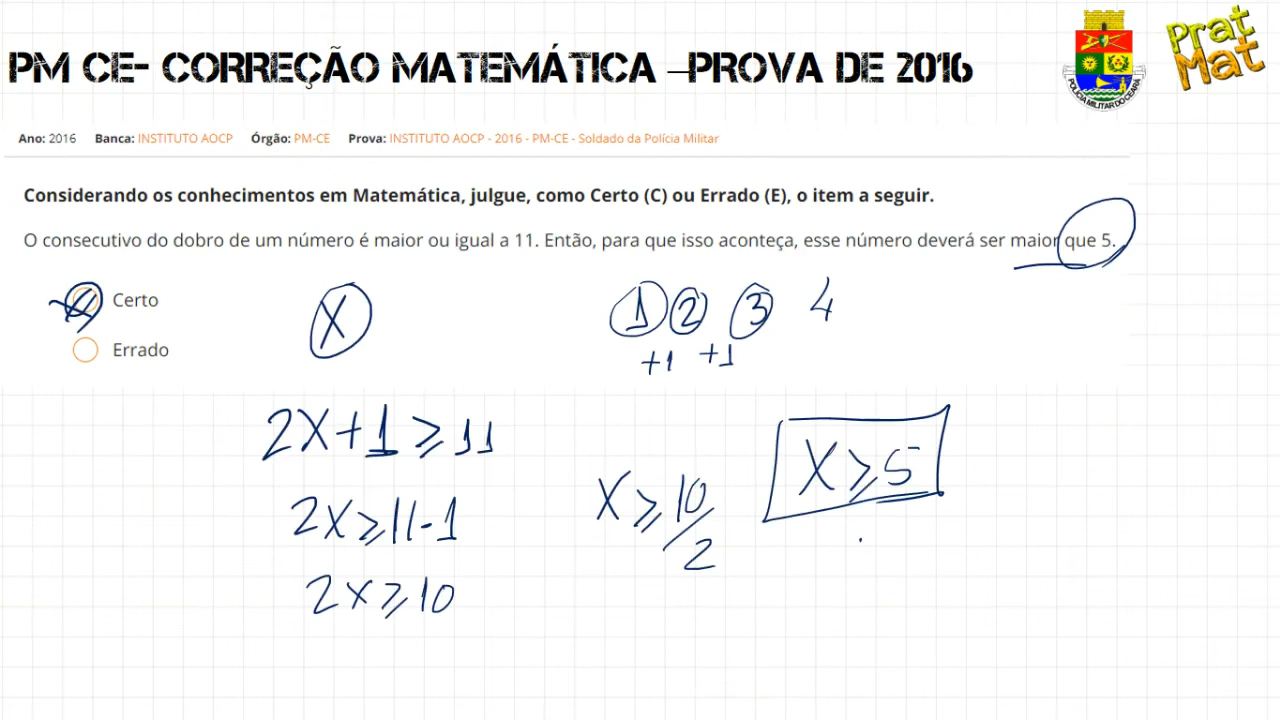 PM CE- CORREÇÃO MATEMÁTICA –PROVA DE 2016
Prat
Mat
POLÍCIA MILITAR DO CEARÁ
Ano: 2016 Banca: INSTITUTO AOCP Órgão: PM-CE Prova: INSTITUTO AOCP - 2016 - PM-CE - Soldado da Polícia Militar
Considerando os conhecimentos em Matemática, julgue, como Certo (C) ou Errado (E), o item a seguir.
O consecutivo do dobro de um número é maior ou igual a 11. Então, para que isso aconteça, esse número deverá ser maior que 5.
Certo
Errado
X
1 2 3 4
+1 +1
2X+1 ≥ 11
2X ≥ 11-1
2X ≥ 10
X ≥ 10/2
X ≥ 5